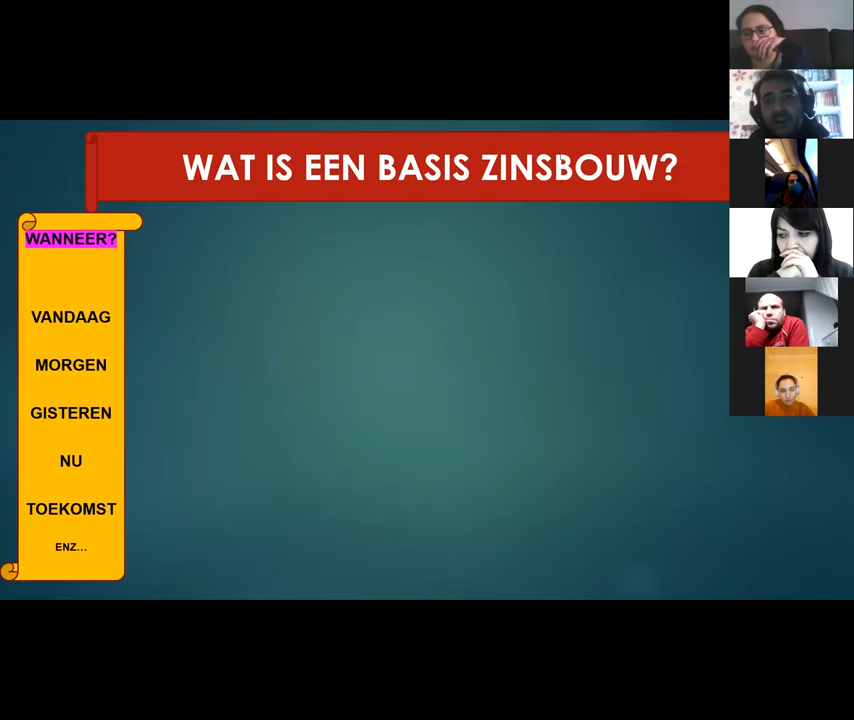 WAT IS EEN BASIS ZINSBOUW?
WANNEER?
VANDAAG
MORGEN
GISTEREN
NU
TOEKOMST
ENZ...